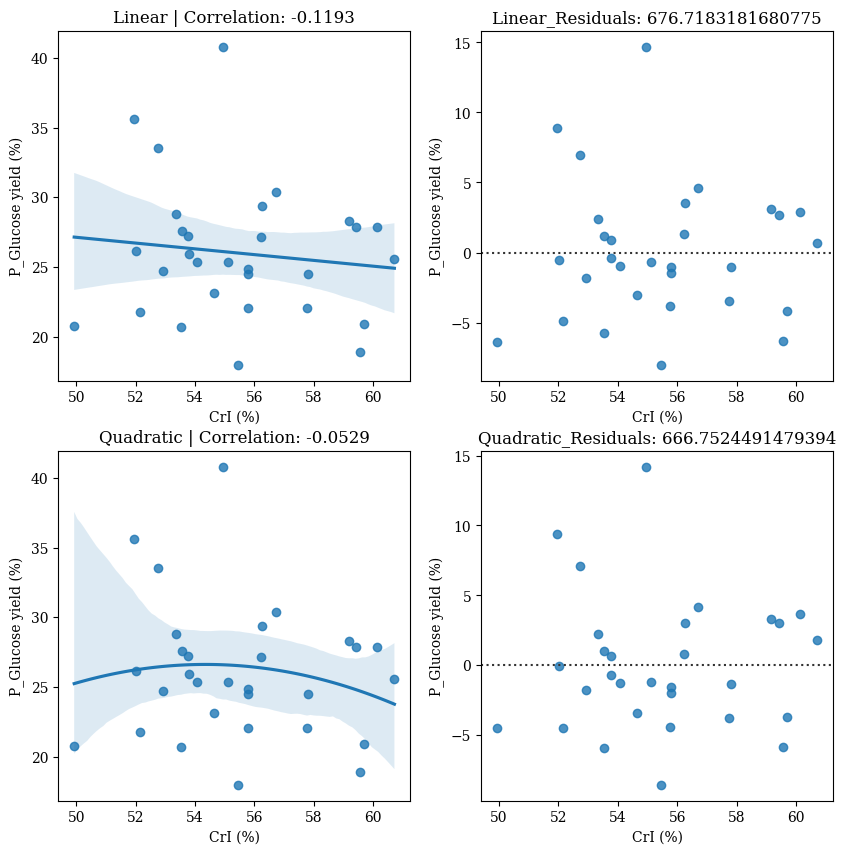 Linear | Correlation: -0.1193
40
35
30
25
20
P_Glucose yield (%)
50 52 54 56 58 60
CrI (%)
Linear_Residuals: 676.7183181680775
15
10
5
0
−5
P_Glucose yield (%)
50 52 54 56 58 60
CrI (%)
Quadratic | Correlation: -0.0529
40
35
30
25
20
P_Glucose yield (%)
50 52 54 56 58 60
CrI (%)
Quadratic_Residuals: 666.7524491479394
15
10
5
0
−5
P_Glucose yield (%)
50 52 54 56 58 60
CrI (%)